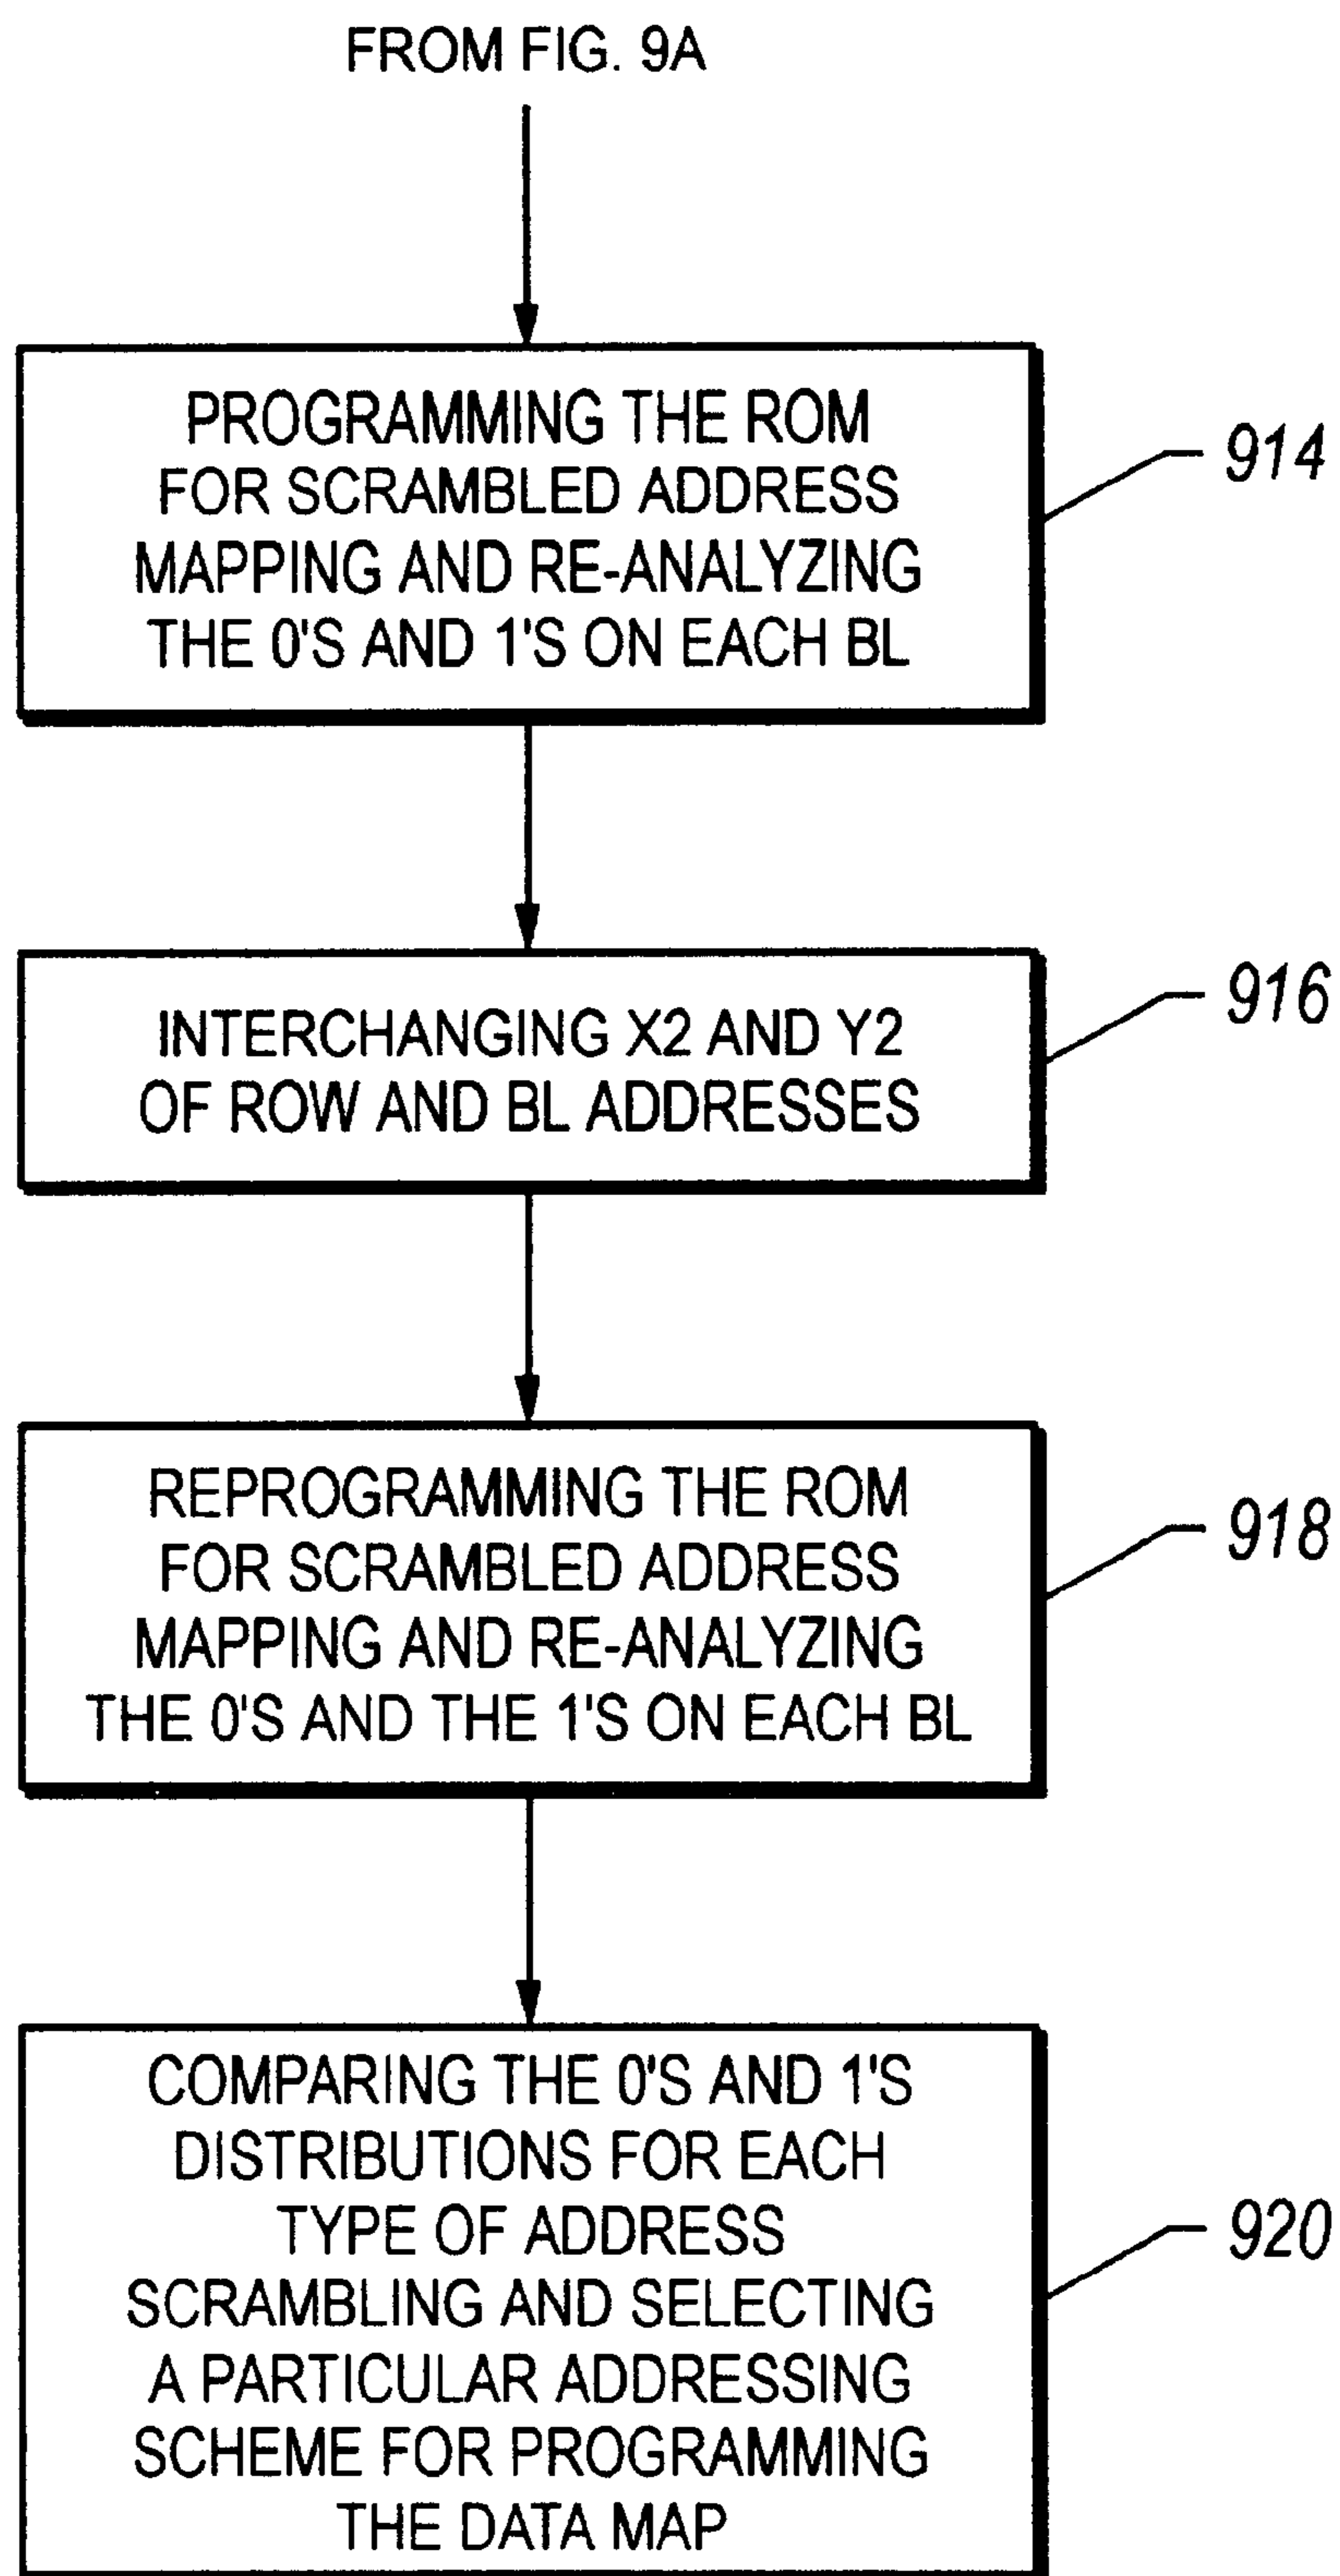 FROM FIG. 9A
PROGRAMMING THE ROM
FOR SCRAMBLED ADDRESS
MAPPING AND RE-ANALYZING
THE 0'S AND 1'S ON EACH BL
914
INTERCHANGING X2 AND Y2
OF ROW AND BL ADDRESSES
916
REPROGRAMMING THE ROM
FOR SCRAMBLED ADDRESS
MAPPING AND RE-ANALYZING
THE 0'S AND THE 1'S ON EACH BL
918
COMPARING THE 0'S AND 1'S
DISTRIBUTIONS FOR EACH
TYPE OF ADDRESS
SCRAMBLING AND SELECTING
A PARTICULAR ADDRESSING
SCHEME FOR PROGRAMMING
THE DATA MAP
920